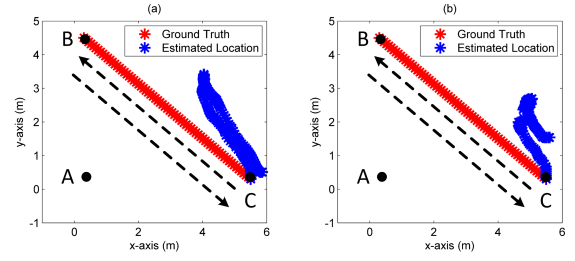 (a)
5
4
3
2
1
0
-1
y-axis (m)
0
2
4
6
x-axis (m)
Ground Truth
Estimated Location
B
A
C
(b)
5
4
3
2
1
0
-1
y-axis (m)
0
2
4
6
x-axis (m)
Ground Truth
Estimated Location
B
A
C